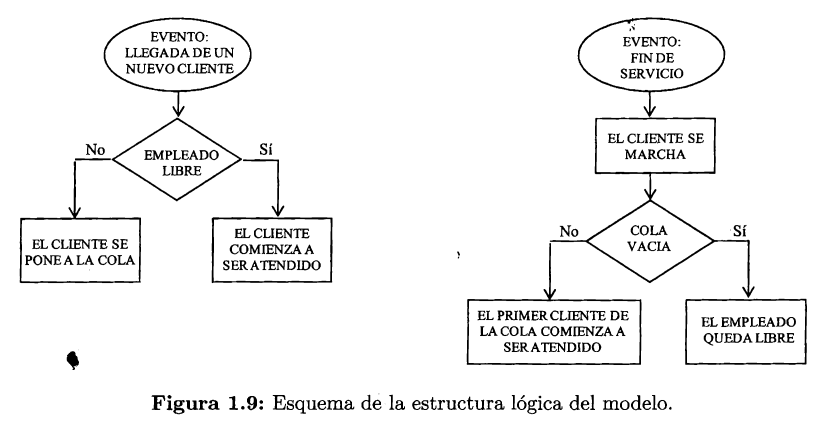 EVENTO:
LLEGADA DE UN
NUEVO CLIENTE
No
EMPLEADO
LIBRE
Sí
EL CLIENTE SE
PONE A LA COLA
EL CLIENTE
COMIENZA A
SER ATENDIDO
EVENTO:
FIN DE
SERVICIO
EL CLIENTE SE
MARCHA
No
COLA
VACIA
Sí
EL PRIMER CLIENTE DE
LA COLA COMIENZA A
SER ATENDIDO
EL EMPLEADO
QUEDA LIBRE
Figura 1.9: Esquema de la estructura lógica del modelo.